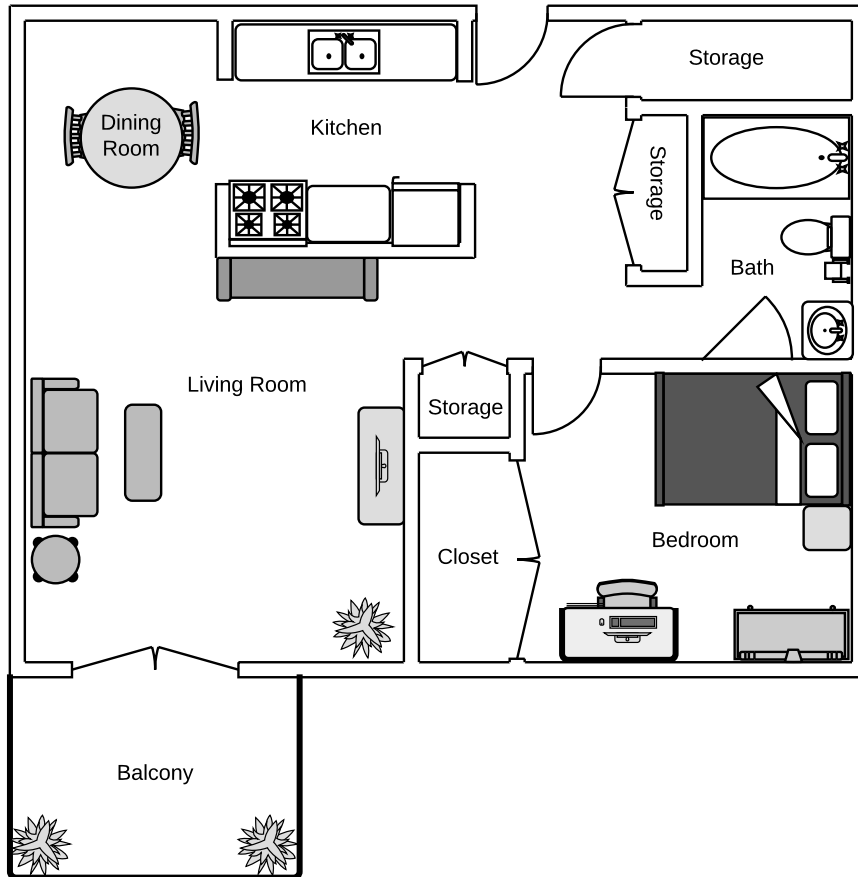 Storage
Dining
Room
Kitchen
Storage
Bath
Living Room
Storage
Bedroom
Closet
Balcony